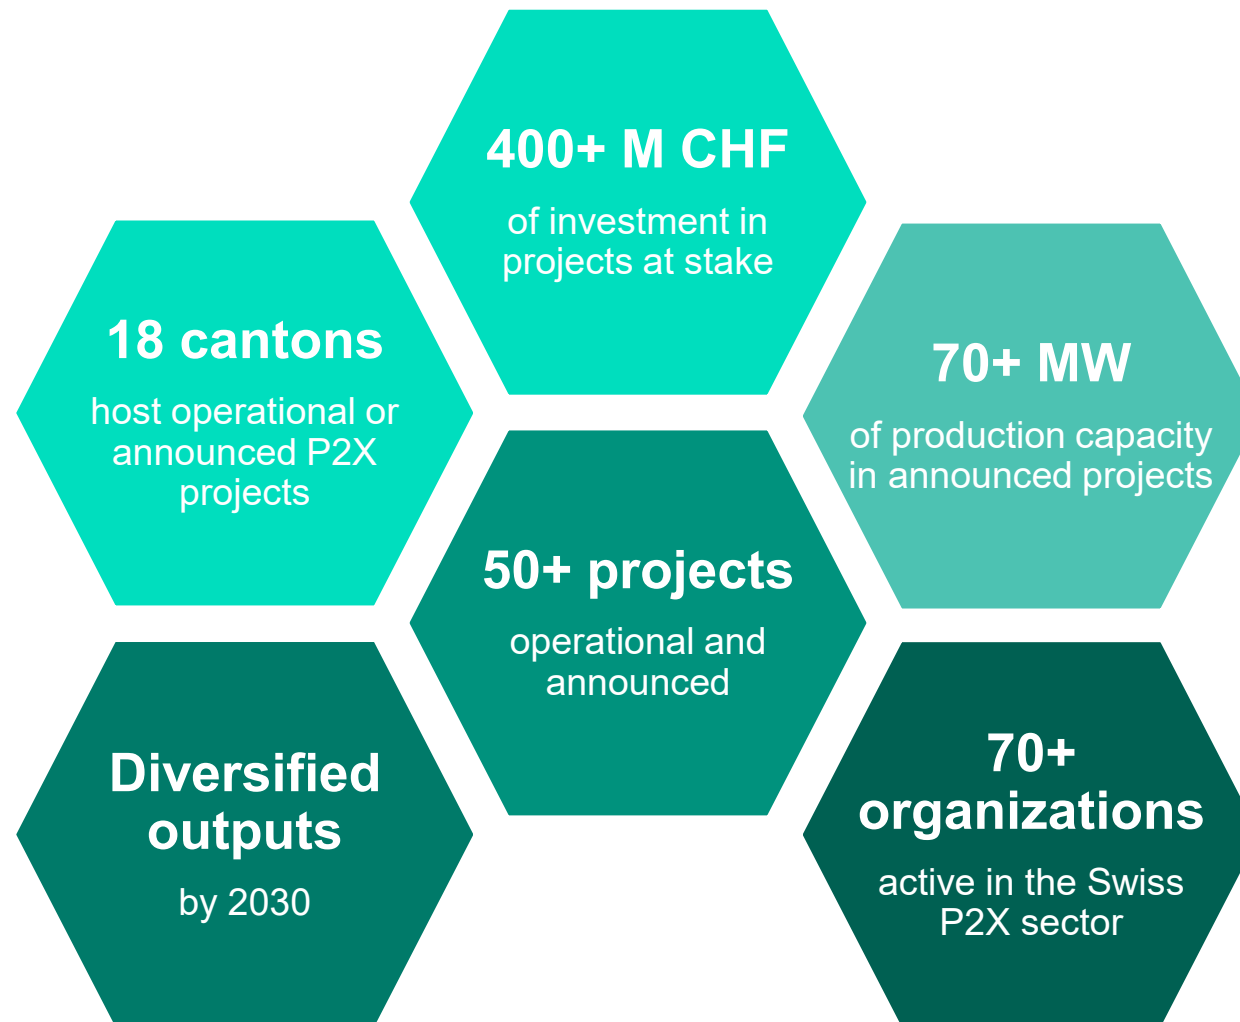 400+ M CHF
of investment in
projects at stake
18 cantons
host operational or
announced P2X
projects
70+ MW
of production capacity
in announced projects
50+ projects
operational and
announced
Diversified
outputs
by 2030
70+
organizations
active in the Swiss
P2X sector